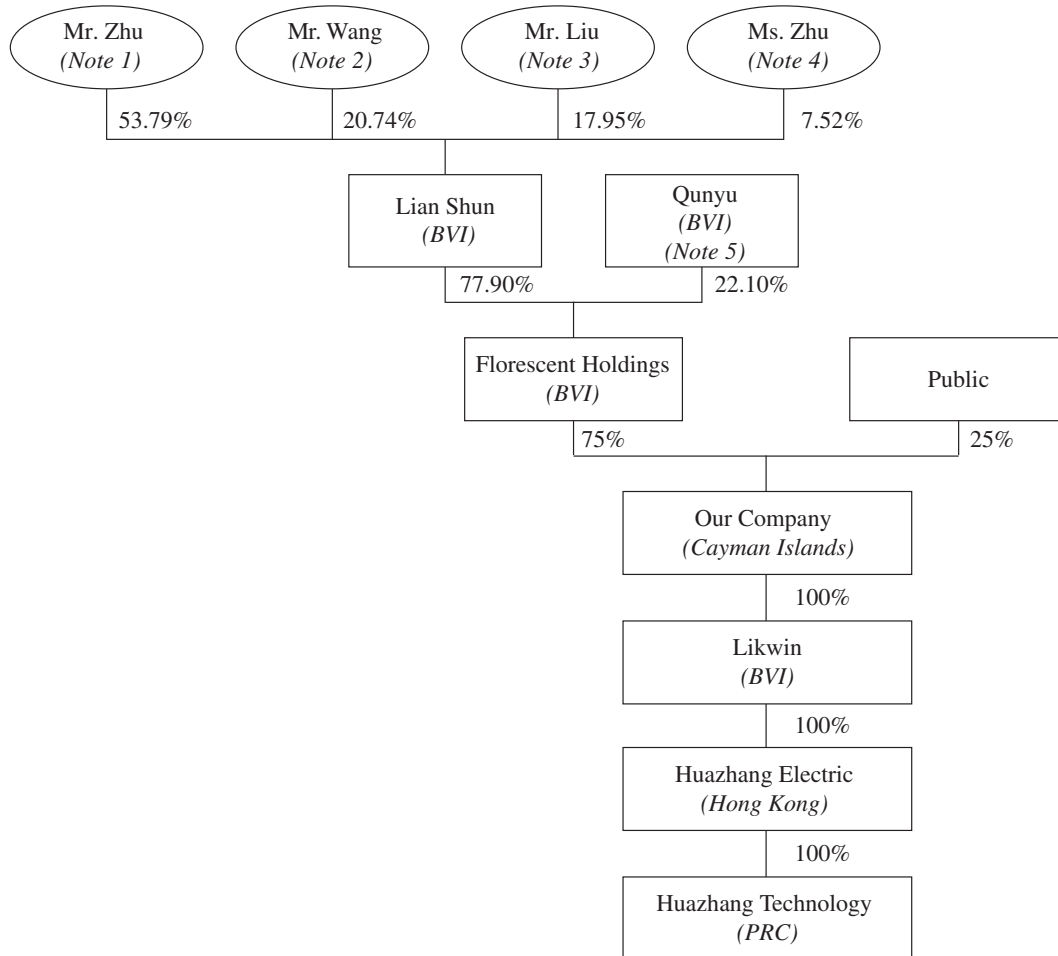 Mr. Zhu
(Note 1)
Mr. Wang
(Note 2)
Mr. Liu
(Note 3)
Ms. Zhu
(Note 4)
53.79%
20.74%
17.95%
7.52%
Lian Shun
(BVI)
Qunyu
(BVI)
(Note 5)
77.90%
22.10%
Florescent Holdings
(BVI)
Public
75%
25%
Our Company
(Cayman Islands)
100%
Likwin
(BVI)
100%
Huazhang Electric
(Hong Kong)
100%
Huazhang Technology
(PRC)